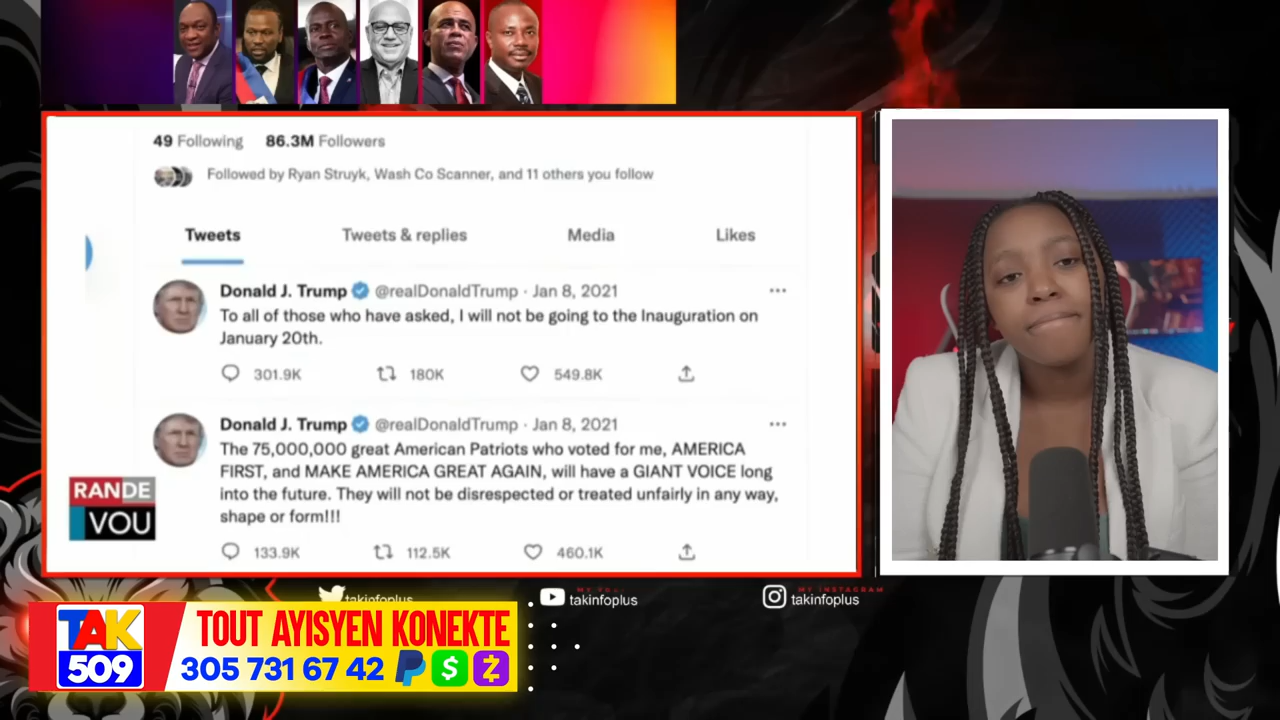 49 Following 86.3M Followers
Followed by Ryan Struyk, Wash Co Scanner, and 11 others you follow
Tweets Tweets & replies Media Likes
Donald J. Trump @realDonaldTrump · Jan 8, 2021
To all of those who have asked, I will not be going to the Inauguration on
January 20th.
301.9K 180K 549.8K
Donald J. Trump @realDonaldTrump · Jan 8, 2021
The 75,000,000 great American Patriots who voted for me, AMERICA
FIRST, and MAKE AMERICA GREAT AGAIN, will have a GIANT VOICE long
into the future. They will not be disrespected or treated unfairly in any way,
shape or form!!!
133.9K 112.5K 460.1K
RANDE
VOU
MY INSTAGRAM
takinfoplus takinfoplus takinfoplus
TAK
509
TOUT AYISYEN KONEKTE
305 731 67 42